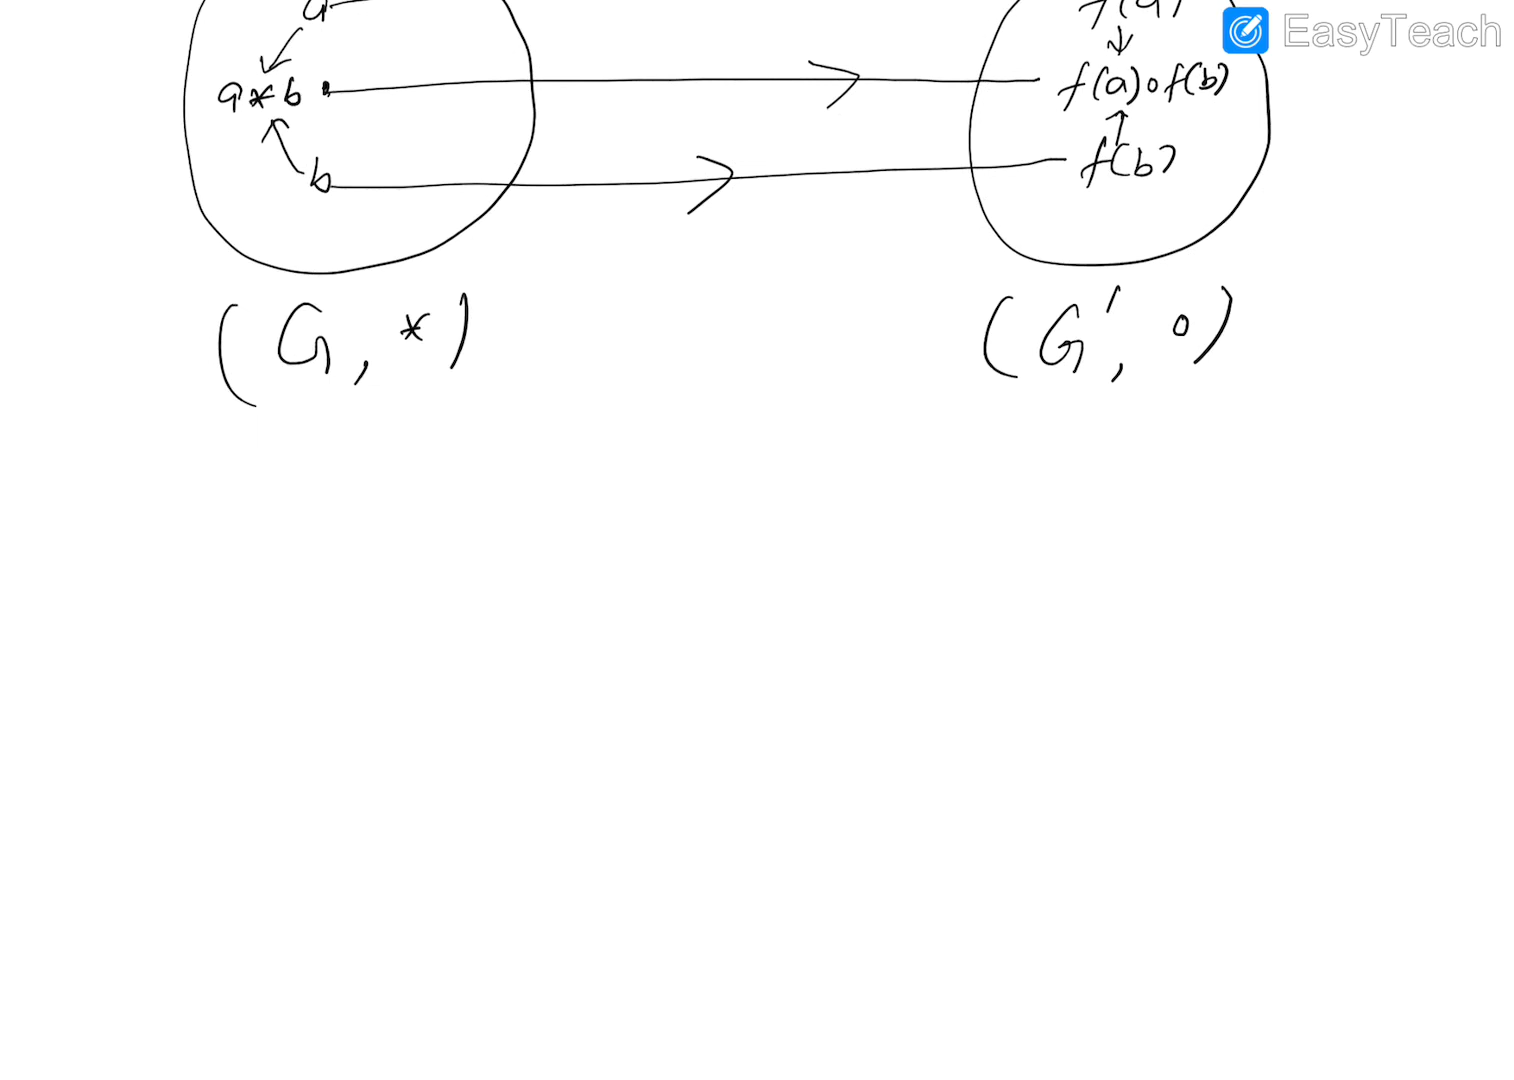 a f(a)
EasyTeach
a*b f(a)∘f(b)
b f(b)
(G, *) (G', ∘)